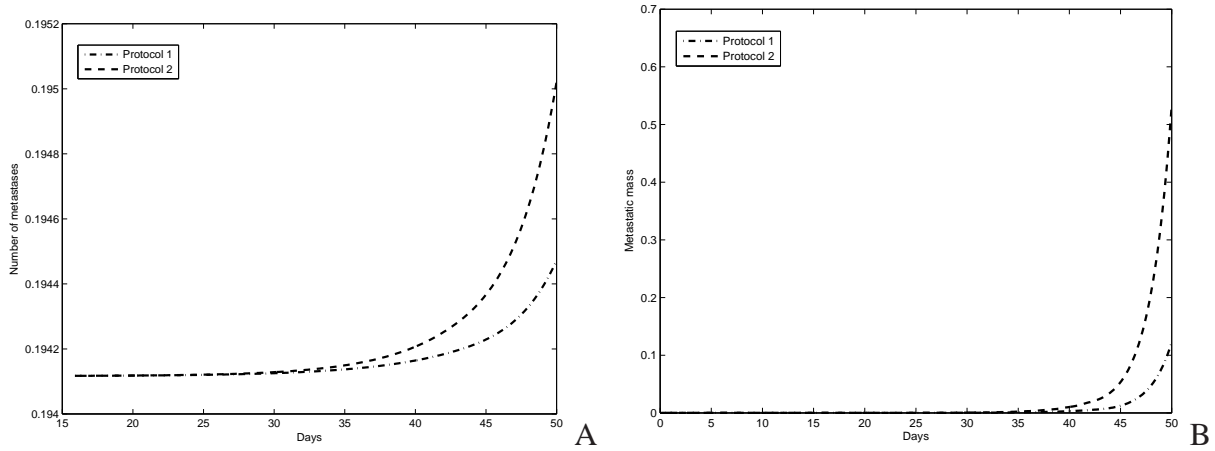 0.1952
0.195
0.1948
0.1946
0.1944
0.1942
0.194
Number of metastases
Protocol 1
Protocol 2
15 20 25 30 35 40 45 50
Days
A
0.7
0.6
0.5
0.4
0.3
0.2
0.1
0
Metastatic mass
Protocol 1
Protocol 2
0 5 10 15 20 25 30 35 40 45 50
Days
B